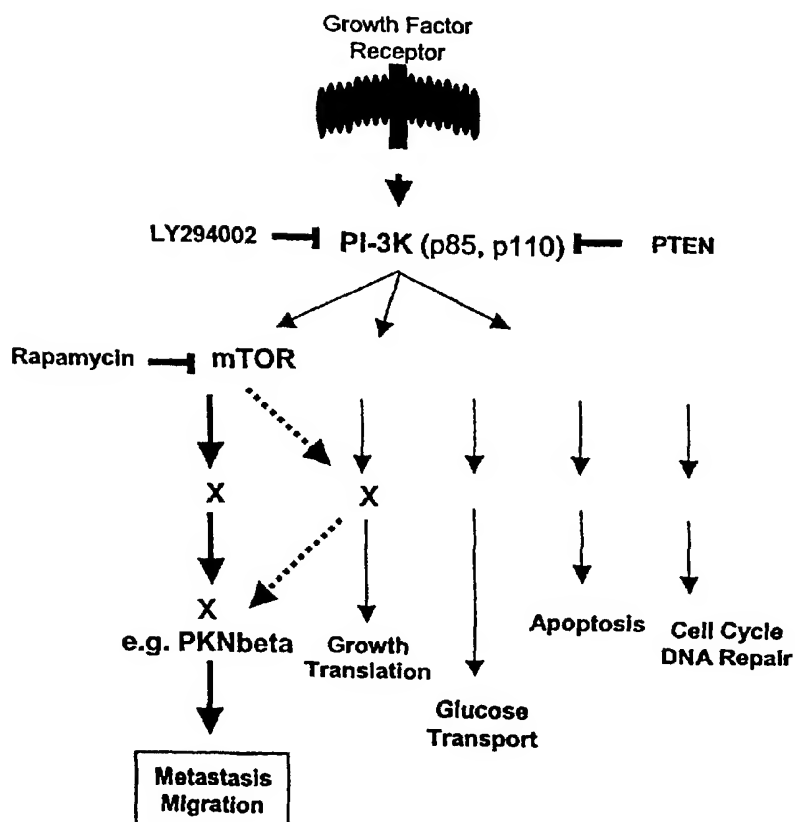 Growth Factor
Receptor
LY294002
PI-3K (p85, p110)
PTEN
Rapamycin
mTOR
X
X
X
e.g. PKNbeta
Growth
Translation
Apoptosis
Cell Cycle
DNA Repair
Glucose
Transport
Metastasis
Migration